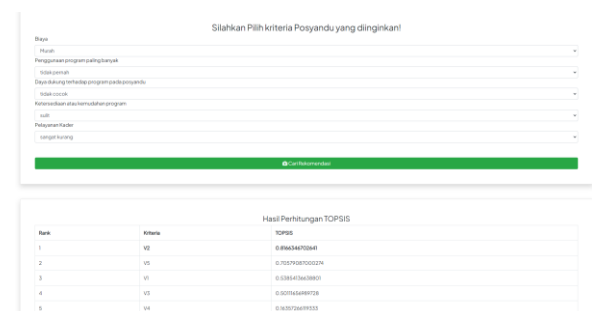 Silahkan Pilih kriteria Posyandu yang diinginkan!
Biaya
Murah
Penggunaan program paling banyak
tidak pernah
Daya dukung terhadap program pada posyandu
tidak cocok
Ketersediaan atau kemudahan program
sulit
Pelayanan Kader
sangat kurang
Cari Rekomendasi
Hasil Perhitungan TOPSIS
Rank Kriteria TOPSIS
1 V2 0.8166346702641
2 V5 0.70579087000274
3 V1 0.53854136638801
4 V3 0.50111656989728
5 V4 0.1635726619333